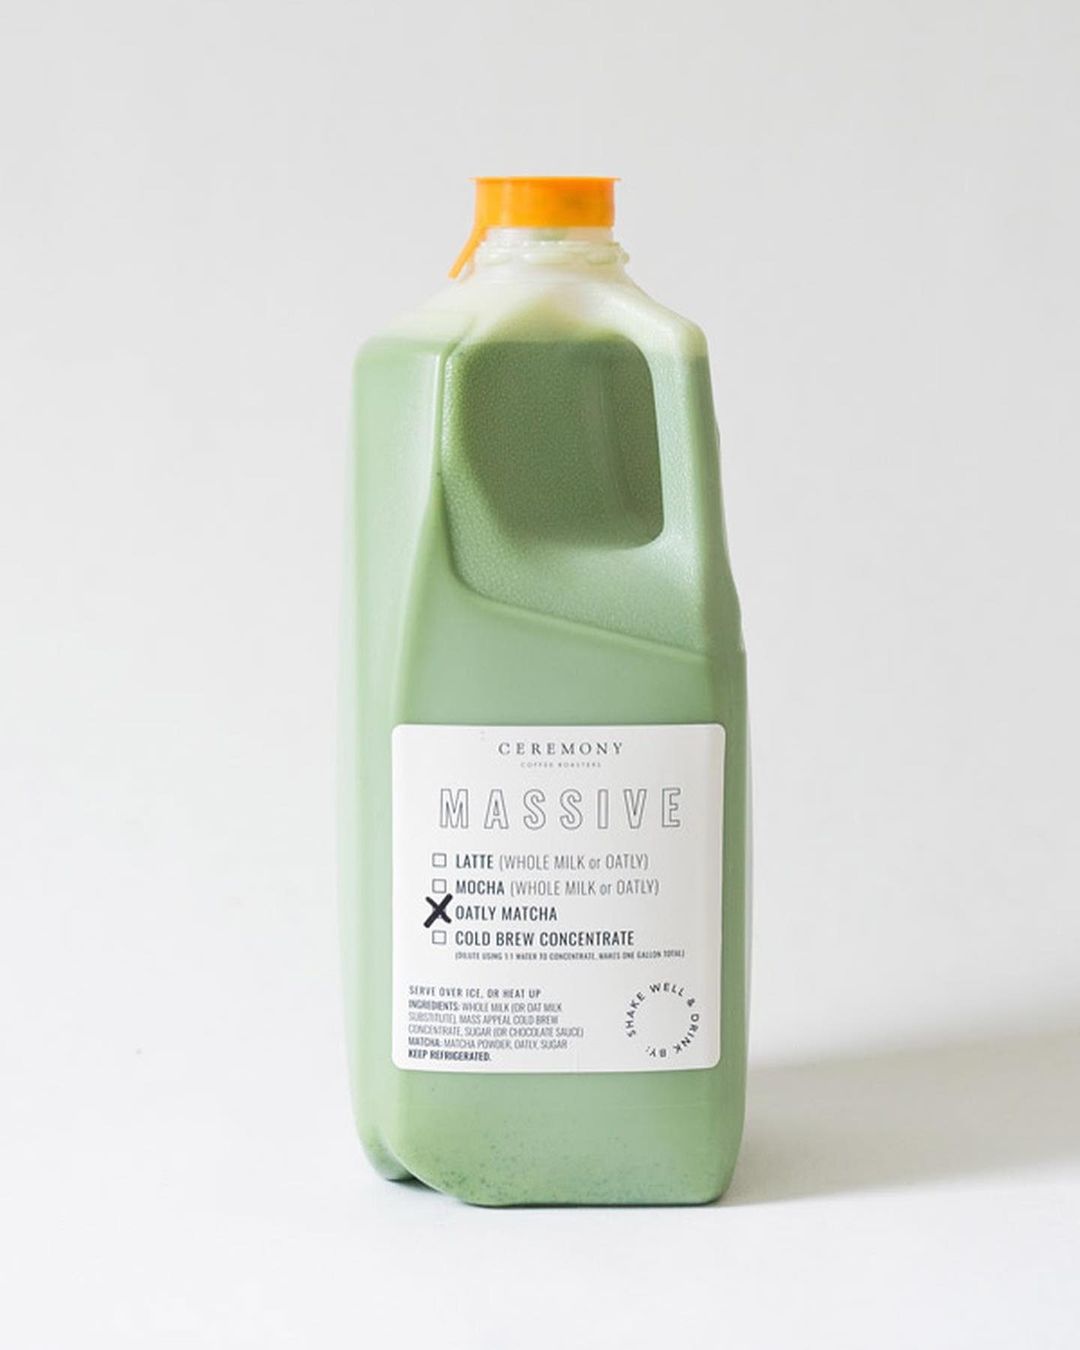 CEREMONY
COFFEE ROASTERS
MASSIVE
LATTE (WHOLE MILK or OATLY)
MOCHA (WHOLE MILK or OATLY)
OATLY MATCHA
COLD BREW CONCENTRATE
(DILUTE USING 1:1 WATER TO CONCENTRATE, MAKES ONE GALLON TOTAL)
SERVE OVER ICE, OR HEAT UP
INGREDIENTS: WHOLE MILK (OR OAT MILK
SUBSTITUTE), MASS APPEAL COLD BREW
CONCENTRATE, SUGAR (OR CHOCOLATE SAUCE)
MATCHA: MATCHA POWDER, OATLY, SUGAR
KEEP REFRIGERATED.
SHAKE WELL & DRINK BY: